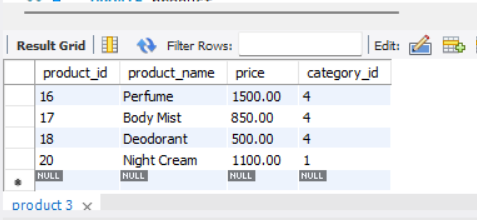 Result Grid Filter Rows: Edit:
product_id product_name price category_id
16 Perfume 1500.00 4
17 Body Mist 850.00 4
18 Deodorant 500.00 4
20 Night Cream 1100.00 1
NULL NULL NULL NULL
product 3 ×